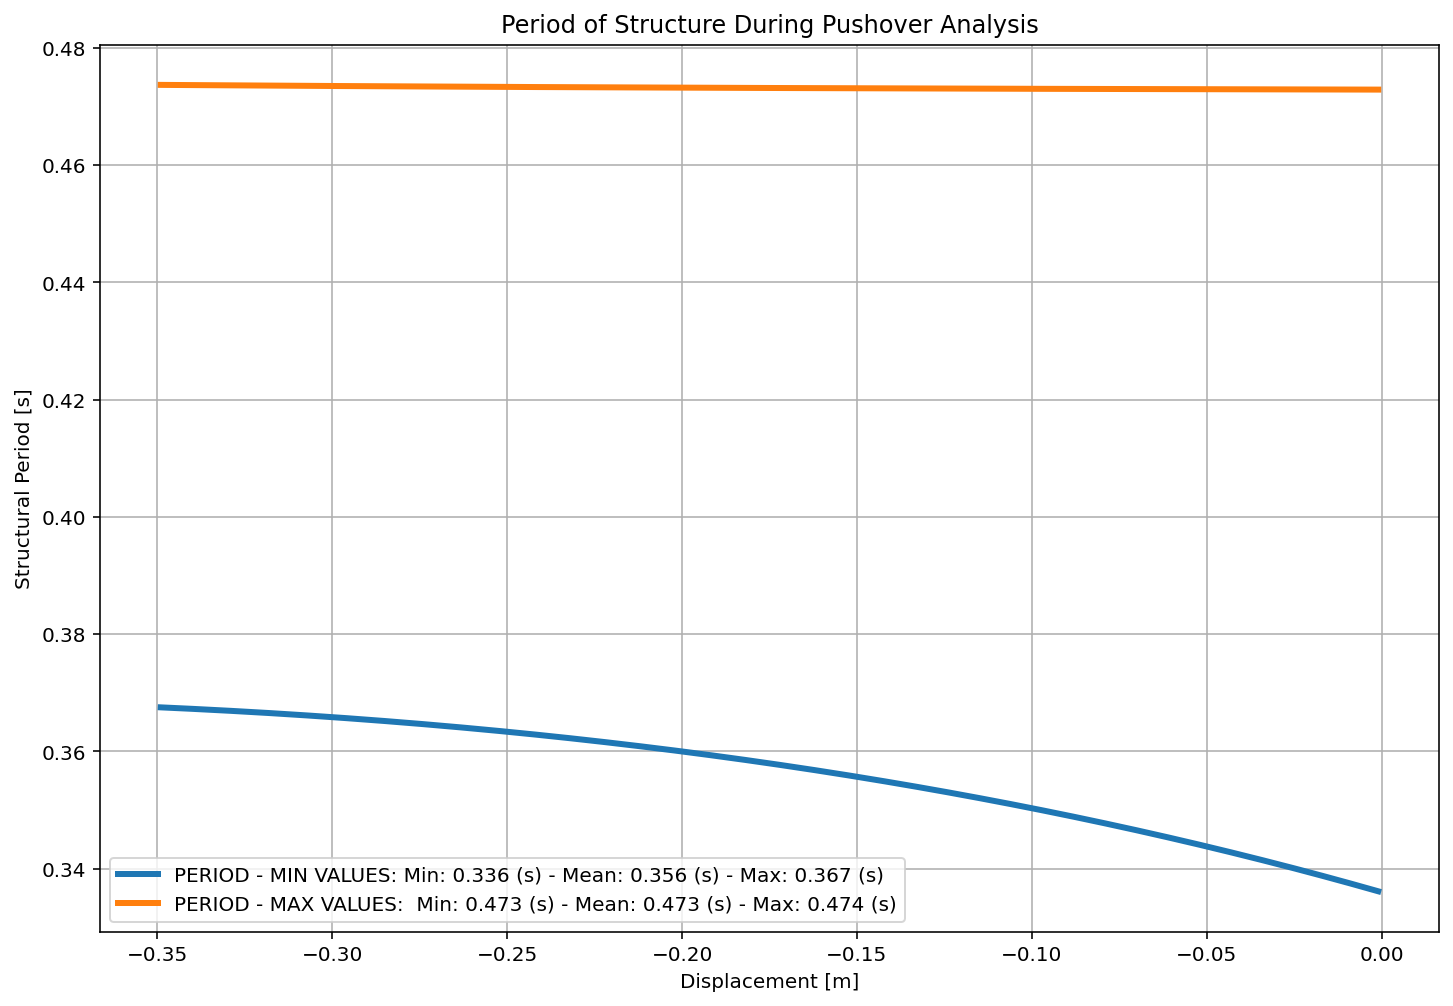 Period of Structure During Pushover Analysis
Structural Period [s]
0.48
0.46
0.44
0.42
0.40
0.38
0.36
0.34
PERIOD - MIN VALUES: Min: 0.336 (s) - Mean: 0.356 (s) - Max: 0.367 (s)
PERIOD - MAX VALUES:  Min: 0.473 (s) - Mean: 0.473 (s) - Max: 0.474 (s)
−0.35 −0.30 −0.25 −0.20 −0.15 −0.10 −0.05 0.00
Displacement [m]